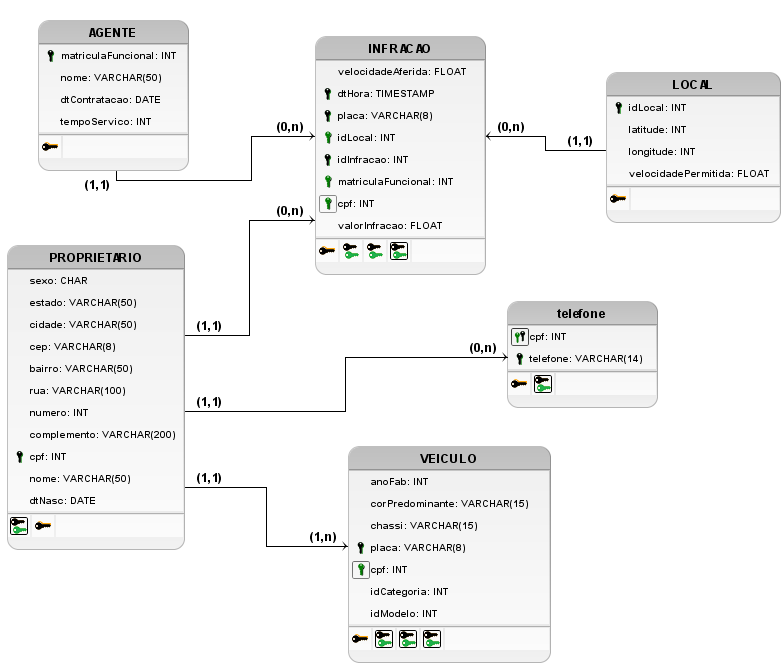 AGENTE
matriculaFuncional: INT
nome: VARCHAR(50)
dtContratacao: DATE
tempoServico: INT
(1,1)
(0,n)
INFRACAO
velocidadeAferida: FLOAT
dtHora: TIMESTAMP
placa: VARCHAR(8)
idLocal: INT
idInfracao: INT
matriculaFuncional: INT
cpf: INT
valorInfracao: FLOAT
(0,n)
(1,1)
LOCAL
idLocal: INT
latitude: INT
longitude: INT
velocidadePermitida: FLOAT
(0,n)
(1,1)
PROPRIETARIO
sexo: CHAR
estado: VARCHAR(50)
cidade: VARCHAR(50)
cep: VARCHAR(8)
bairro: VARCHAR(50)
rua: VARCHAR(100)
numero: INT
complemento: VARCHAR(200)
cpf: INT
nome: VARCHAR(50)
dtNasc: DATE
(1,1)
(0,n)
telefone
cpf: INT
telefone: VARCHAR(14)
(1,1)
(1,n)
VEICULO
anoFab: INT
corPredominante: VARCHAR(15)
chassi: VARCHAR(15)
placa: VARCHAR(8)
cpf: INT
idCategoria: INT
idModelo: INT